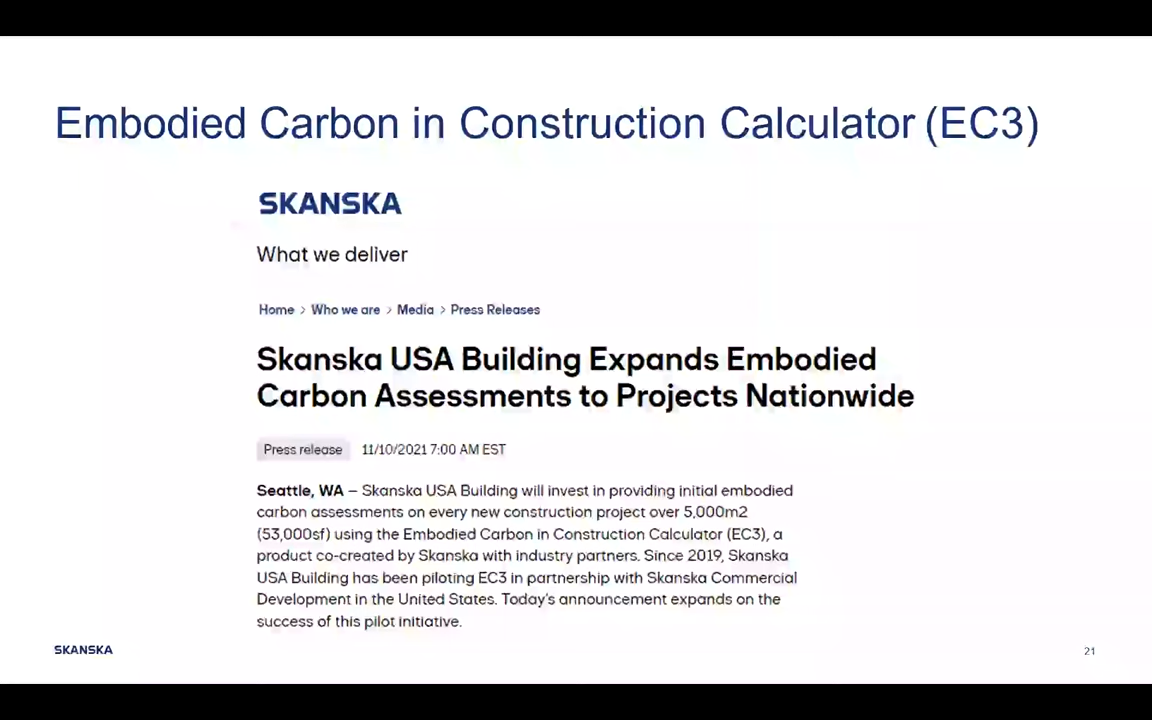 Embodied Carbon in Construction Calculator (EC3)
SKANSKA
What we deliver
Home > Who we are > Media > Press Releases
Skanska USA Building Expands Embodied
Carbon Assessments to Projects Nationwide
Press release 11/10/2021 7:00 AM EST
Seattle, WA – Skanska USA Building will invest in providing initial embodied
carbon assessments on every new construction project over 5,000m2
(53,000sf) using the Embodied Carbon in Construction Calculator (EC3), a
product co-created by Skanska with industry partners. Since 2019, Skanska
USA Building has been piloting EC3 in partnership with Skanska Commercial
Development in the United States. Today's announcement expands on the
success of this pilot initiative.
SKANSKA
21